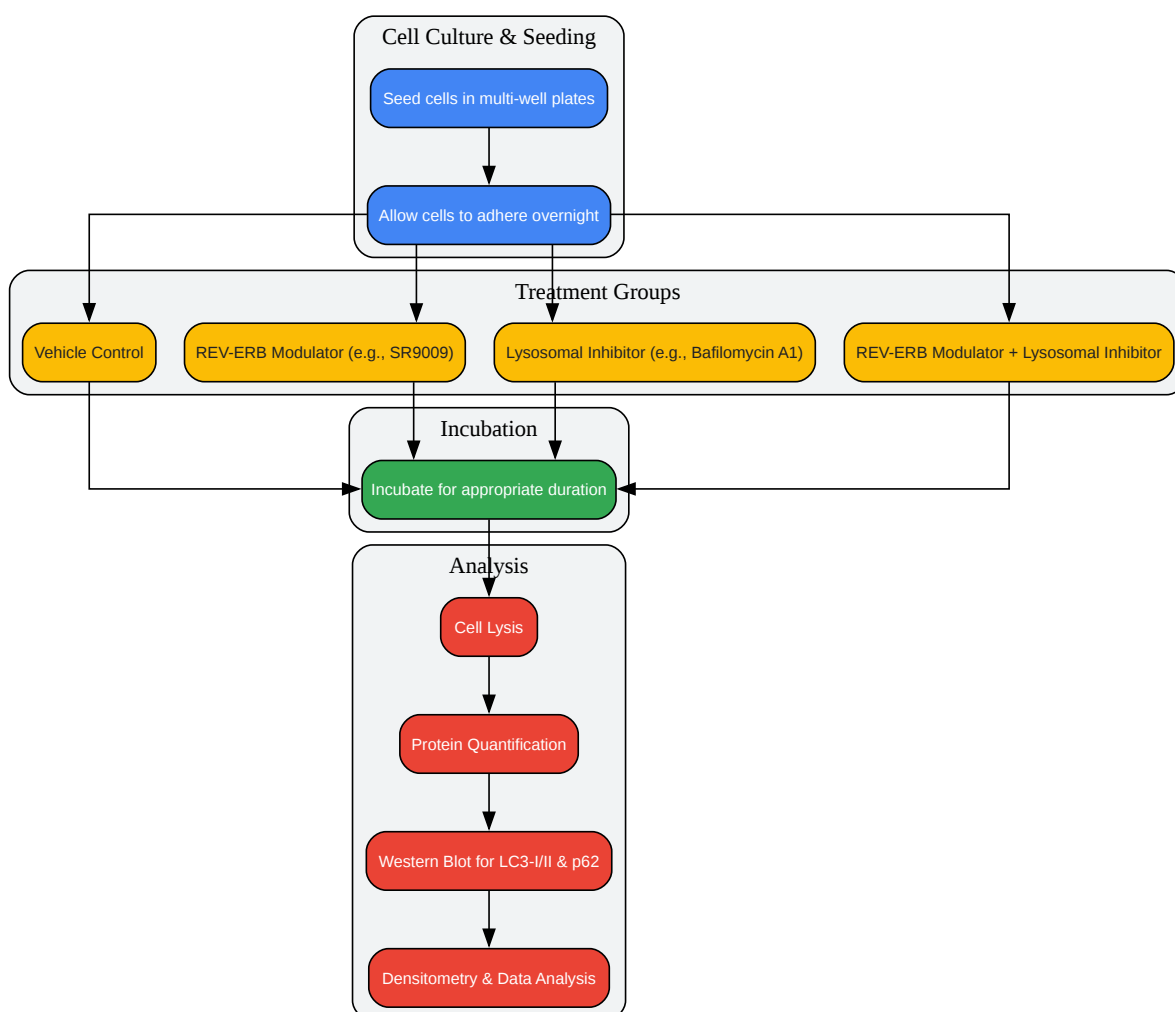 Cell Culture & Seeding
Seed cells in multi-well plates
Allow cells to adhere overnight
Treatment Groups
Vehicle Control
REV-ERB Modulator (e.g., SR9009)
Lysosomal Inhibitor (e.g., Bafilomycin A1)
REV-ERB Modulator + Lysosomal Inhibitor
Incubation
Incubate for appropriate duration
Analysis
Cell Lysis
Protein Quantification
Western Blot for LC3-I/II & p62
Densitometry & Data Analysis